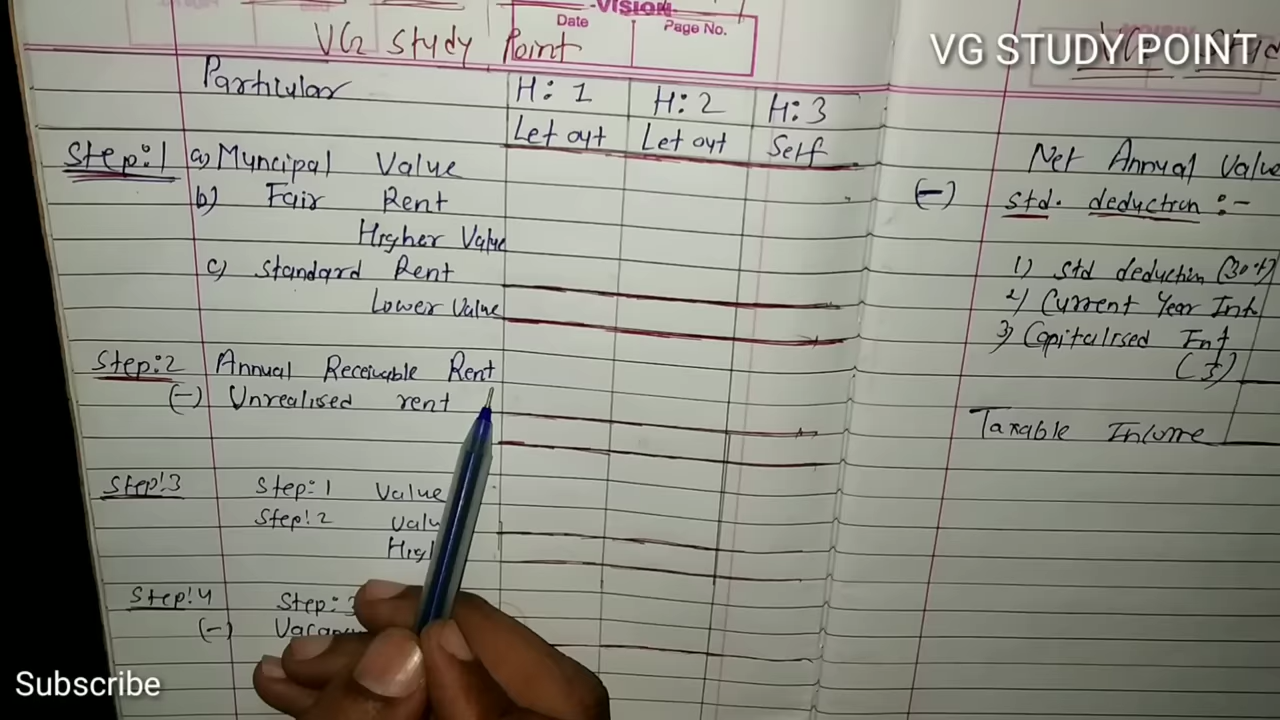 VISION
Date
Page No.
VG Study Point
VG STUDY POINT
Particular H: 1 H: 2 H: 3
Let out Let out Self
Step:1 a) Muncipal Value
b) Fair Rent
Higher Value
c) Standard Rent
Lower Value
Step:2 Annual Receivable Rent
(-) Unrealised rent
Step:3 Step:1 Value
Step:2
Step:4 Step:
(-)
Net Annual Value
(-) Std. deduction :-
1) Std deduction (30%)
2) Current Year Int.
3) Capitalised Int
Taxable Income
Subscribe